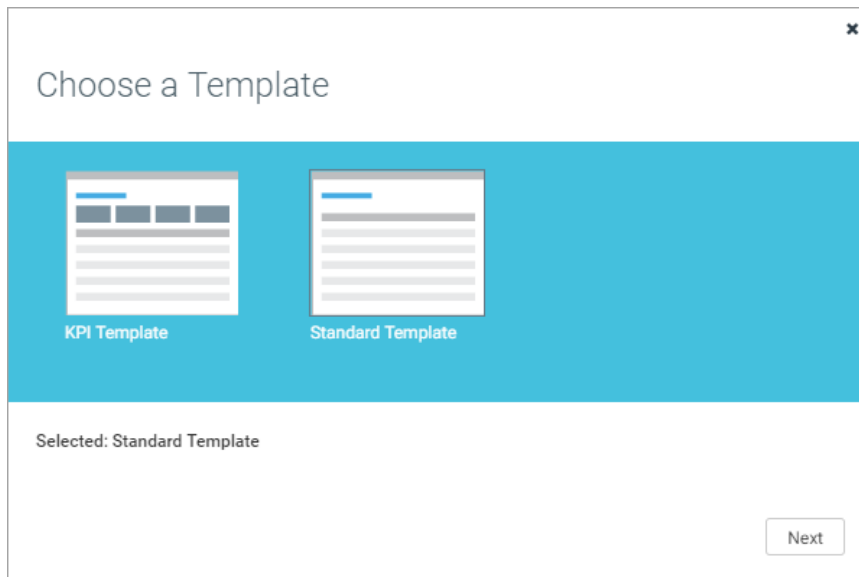 Choose a Template
KPI Template
Standard Template
Selected: Standard Template
Next